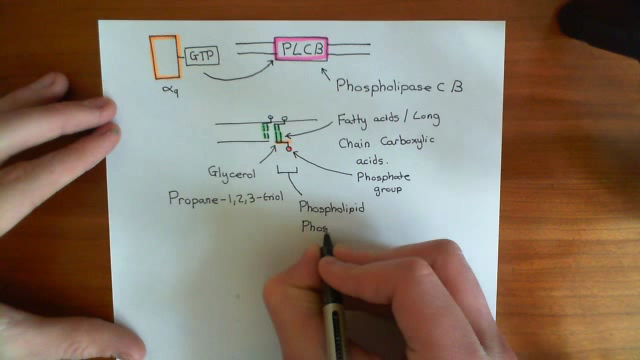 GTP
PLCB
αq
Phospholipase C B
Fatty acids / Long
Chain Carboxylic
acids.
Glycerol
Phosphate
group
Propane-1,2,3-triol
Phospholipid
Phos